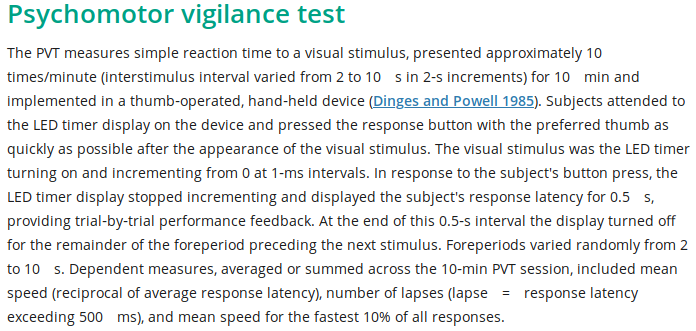 Psychomotor vigilance test
The PVT measures simple reaction time to a visual stimulus, presented approximately 10
times/minute (interstimulus interval varied from 2 to 10 s in 2-s increments) for 10 min and
implemented in a thumb-operated, hand-held device (Dinges and Powell 1985). Subjects attended to
the LED timer display on the device and pressed the response button with the preferred thumb as
quickly as possible after the appearance of the visual stimulus. The visual stimulus was the LED timer
turning on and incrementing from 0 at 1-ms intervals. In response to the subject's button press, the
LED timer display stopped incrementing and displayed the subject's response latency for 0.5 s,
providing trial-by-trial performance feedback. At the end of this 0.5-s interval the display turned off
for the remainder of the foreperiod preceding the next stimulus. Foreperiods varied randomly from 2
to 10 s. Dependent measures, averaged or summed across the 10-min PVT session, included mean
speed (reciprocal of average response latency), number of lapses (lapse = response latency
exceeding 500 ms), and mean speed for the fastest 10% of all responses.